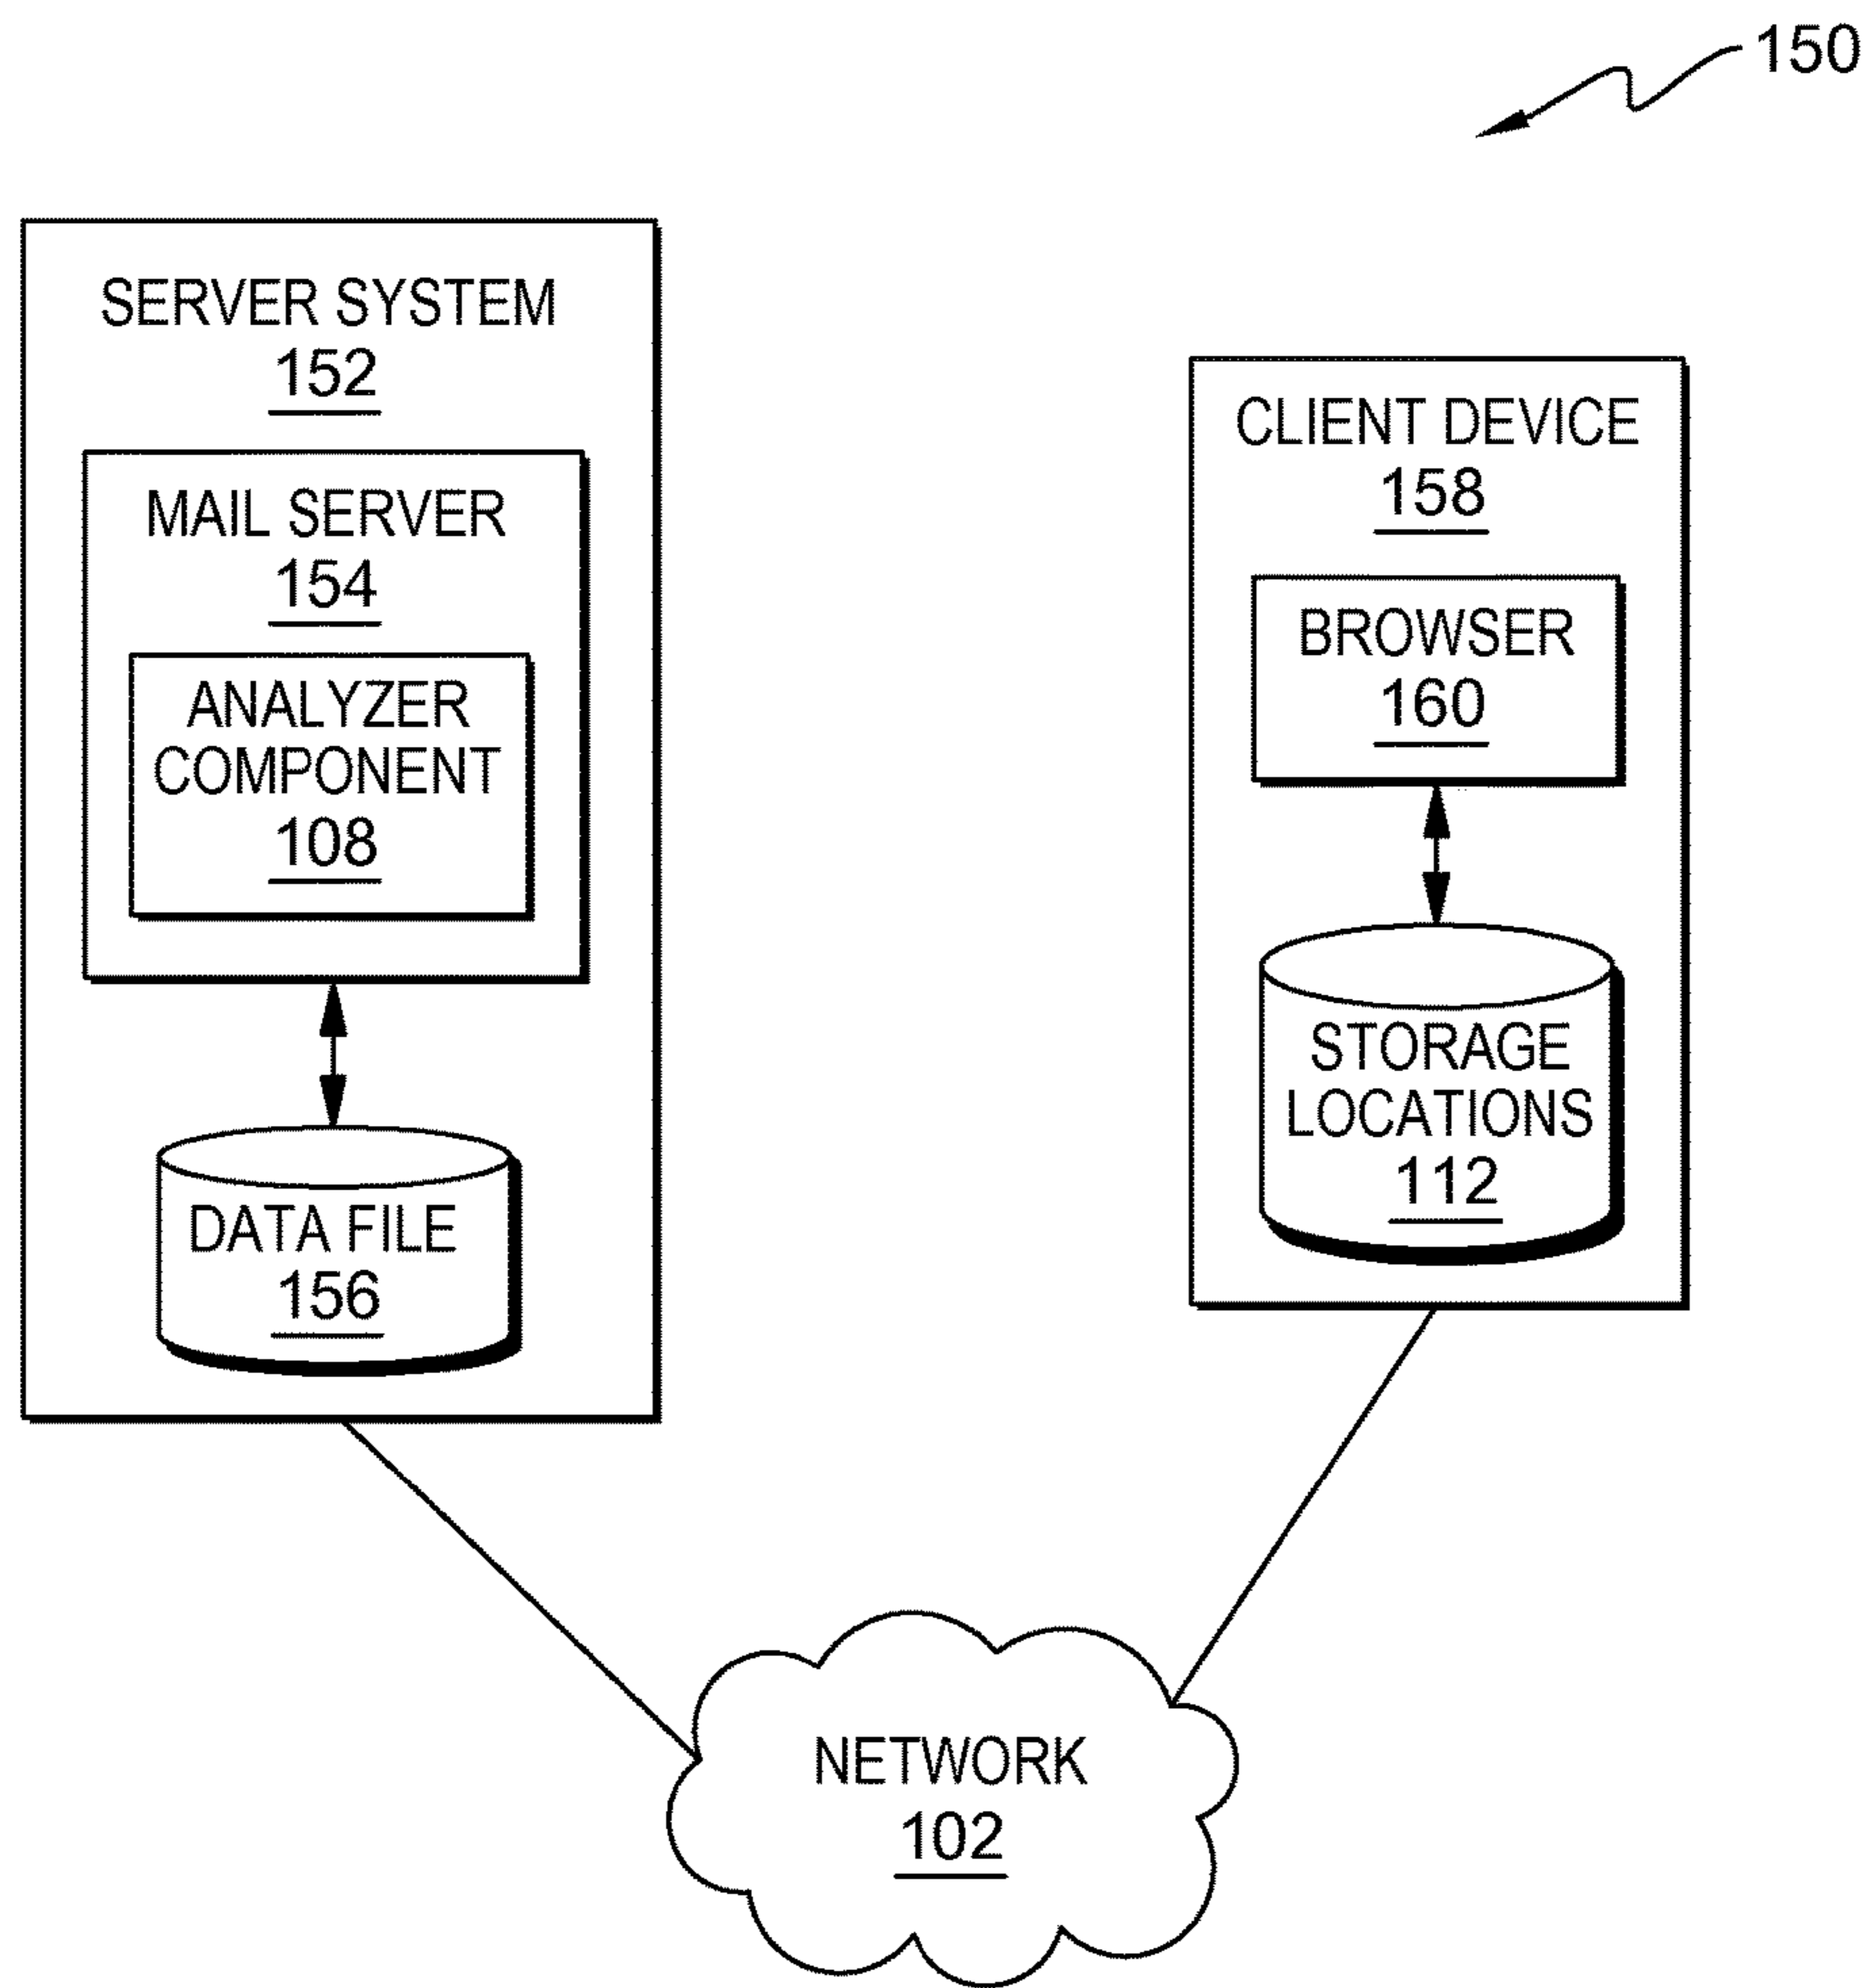 150
SERVER SYSTEM
152
MAIL SERVER
154
ANALYZER
COMPONENT
108
DATA FILE
156
CLIENT DEVICE
158
BROWSER
160
STORAGE
LOCATIONS
112
NETWORK
102